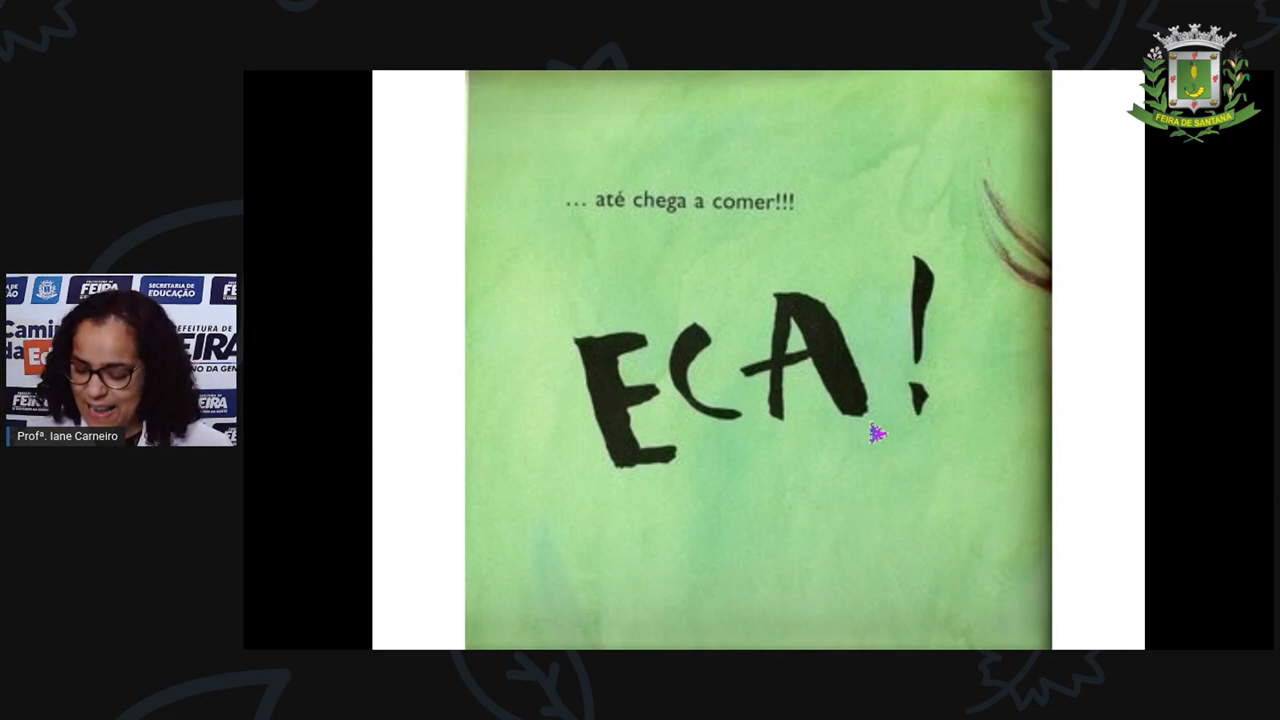 FEIRA DE SANTANA
... até chega a comer!!!
ECA!
FEIRA
SECRETARIA DE
EDUCAÇÃO
Profª. Iane Carneiro